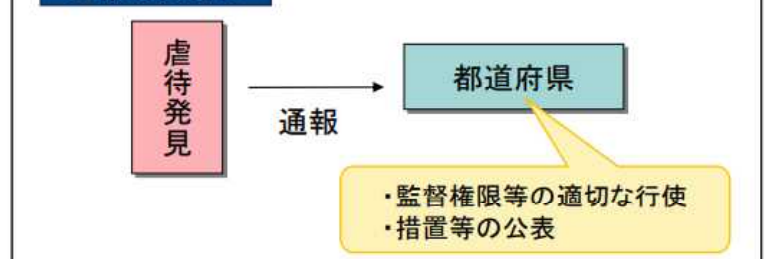 虐待発見
通報
都道府県
・監督権限等の適切な行使
・措置等の公表